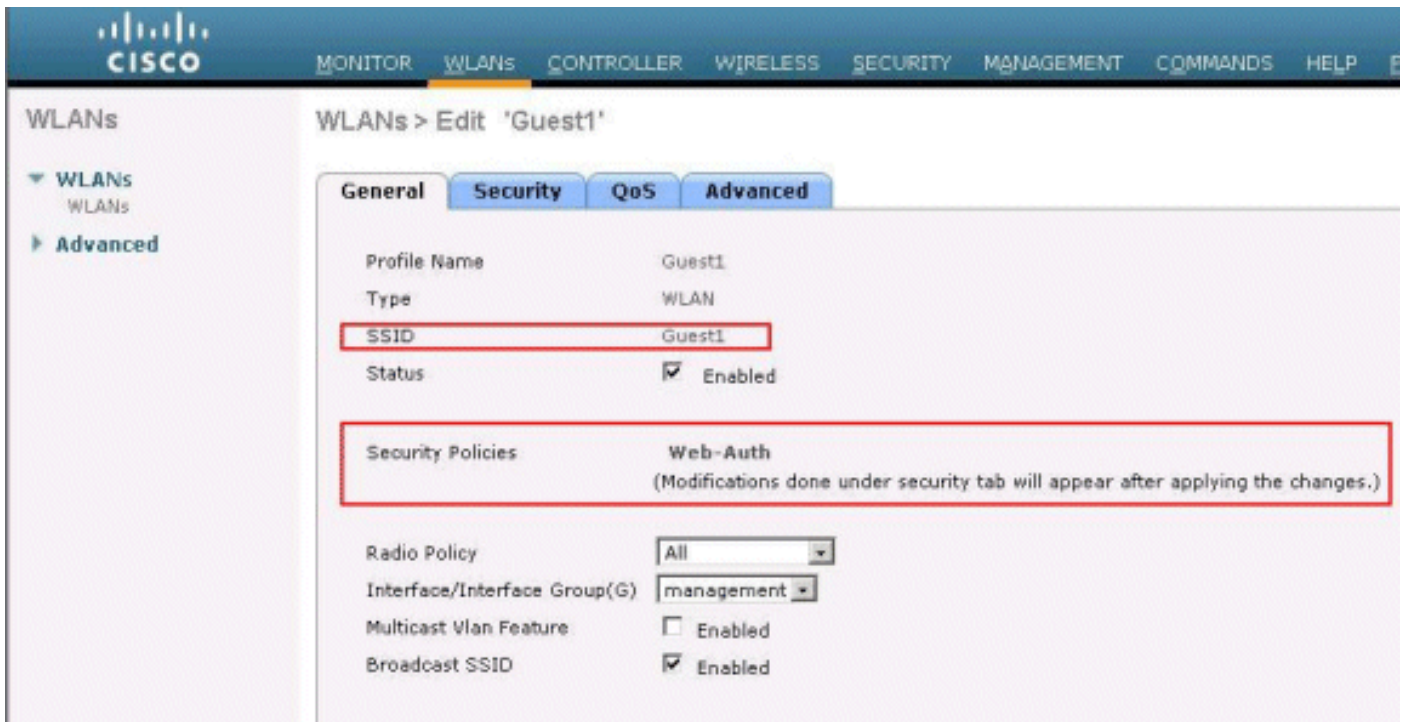 CISCO
MONITOR WLANs CONTROLLER WIRELESS SECURITY MANAGEMENT COMMANDS HELP
WLANs
WLANs
WLANs
Advanced
WLANs > Edit 'Guest1'
General Security QoS Advanced
Profile Name Guest1
Type WLAN
SSID Guest1
Status Enabled
Security Policies Web-Auth
(Modifications done under security tab will appear after applying the changes.)
Radio Policy All
Interface/Interface Group(G) management
Multicast Vlan Feature Enabled
Broadcast SSID Enabled